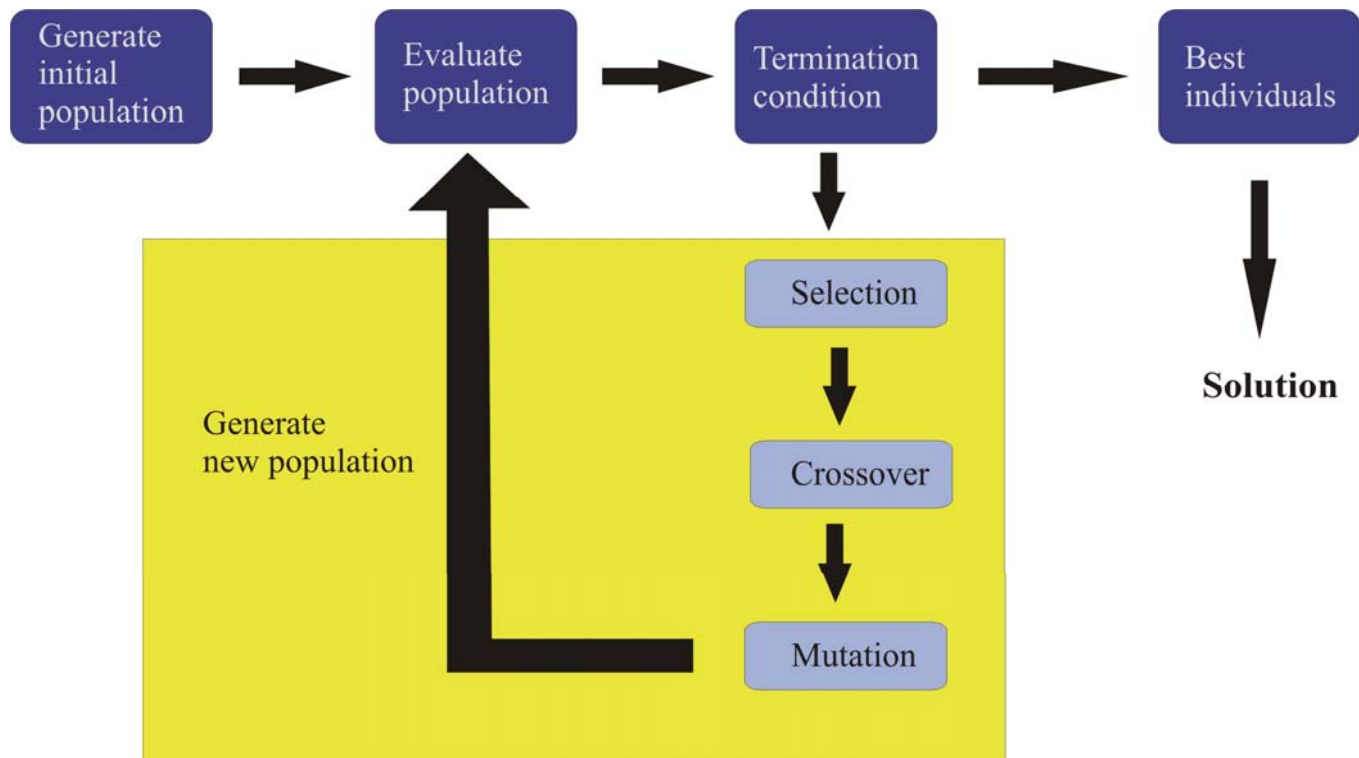 Generate
initial
population
Evaluate
population
Termination
condition
Best
individuals
Selection
Solution
Generate
new population
Crossover
Mutation